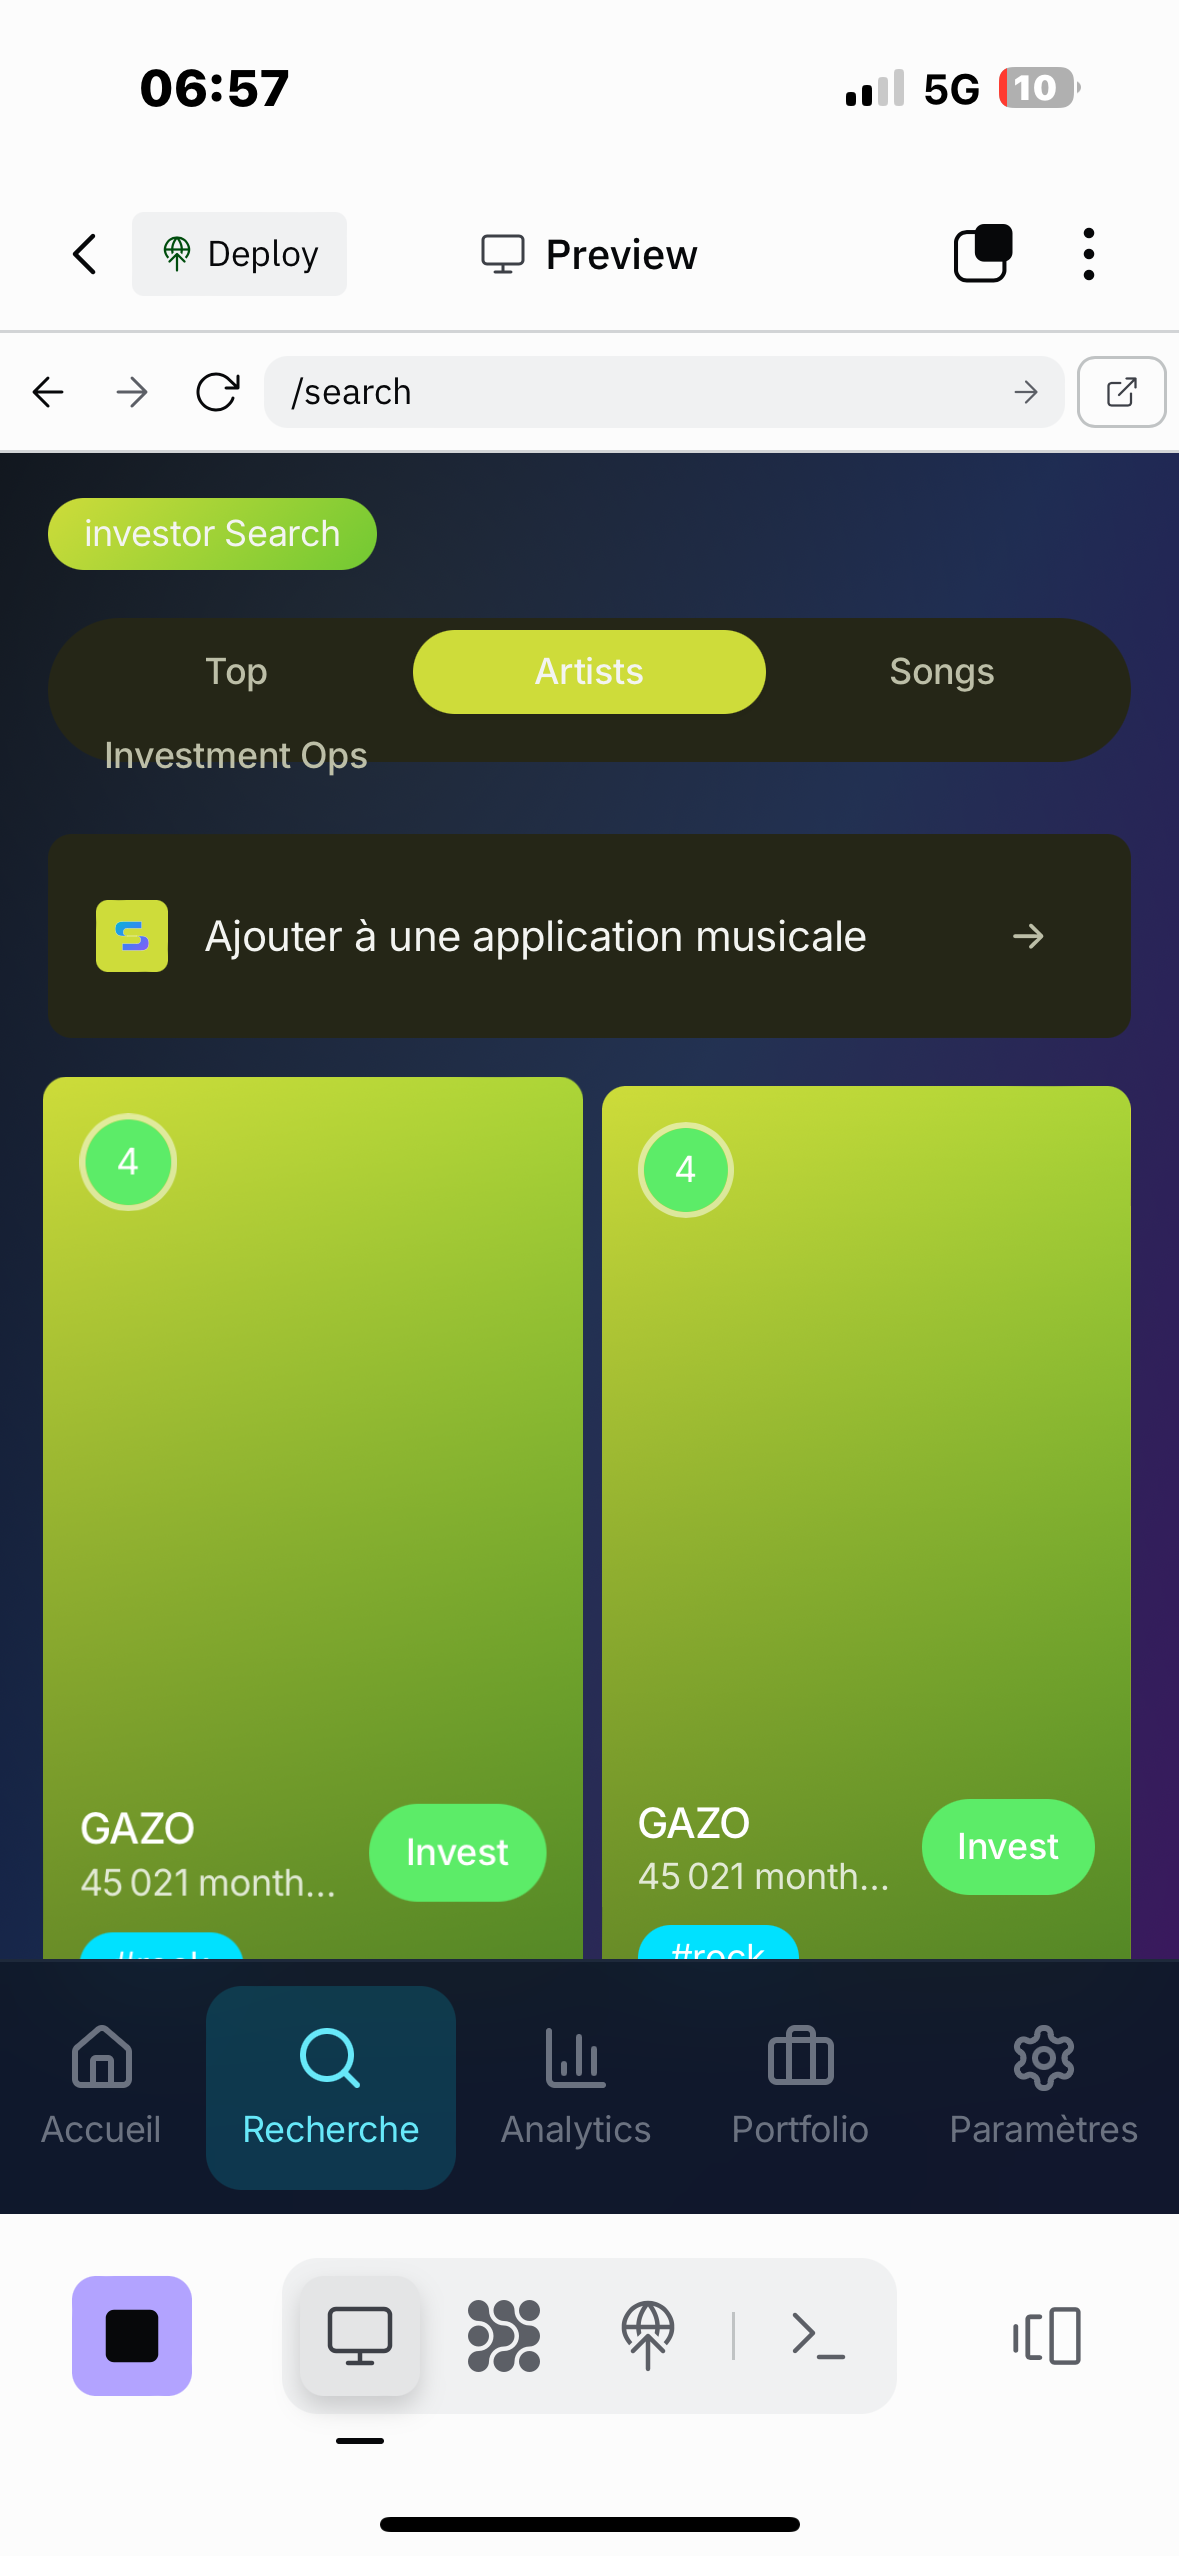 06:57
5G 10
Deploy
Preview
/search
investor Search
Top Artists Songs
Investment Ops
Ajouter à une application musicale
4 4
GAZO
45 021 month...
Invest
GAZO
45 021 month...
Invest
#rock #rock
Accueil Recherche Analytics Portfolio Paramètres